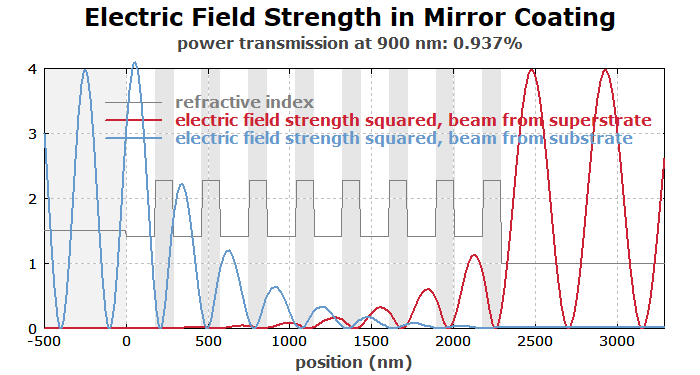 Electric Field Strength in Mirror Coating
power transmission at 900 nm: 0.937%
refractive index
electric field strength squared, beam from superstrate
electric field strength squared, beam from substrate
4
3
2
1
0
-500 0 500 1000 1500 2000 2500 3000
position (nm)